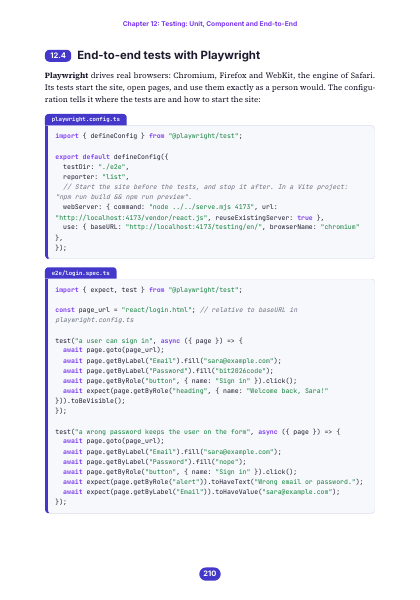 Chapter 12: Testing: Unit, Component and End-to-End
12.4 End-to-end tests with Playwright
Playwright drives real browsers: Chromium, Firefox and WebKit, the engine of Safari.
Its tests start the site, open pages, and use them exactly as a person would. The configu-
ration tells it where the tests are and how to start the site:
playwright.config.ts
import { defineConfig } from "@playwright/test";
export default defineConfig({
  testDir: "./e2e",
  reporter: "list",
  // Start the site before the tests, and stop it after. In a Vite project:
"npm run build && npm run preview".
  webServer: { command: "node ../../serve.mjs 4173", url:
"http://localhost:4173/vendor/react.js", reuseExistingServer: true },
  use: { baseURL: "http://localhost:4173/testing/en/", browserName: "chromium"
},
});
e2e/login.spec.ts
import { expect, test } from "@playwright/test";
const page_url = "react/login.html"; // relative to baseURL in
playwright.config.ts
test("a user can sign in", async ({ page }) => {
  await page.goto(page_url);
  await page.getByLabel("Email").fill("sara@example.com");
  await page.getByLabel("Password").fill("bit2026code");
  await page.getByRole("button", { name: "Sign in" }).click();
  await expect(page.getByRole("heading", { name: "Welcome back, Sara!"
})).toBeVisible();
});
test("a wrong password keeps the user on the form", async ({ page }) => {
  await page.goto(page_url);
  await page.getByLabel("Email").fill("sara@example.com");
  await page.getByLabel("Password").fill("nope");
  await page.getByRole("button", { name: "Sign in" }).click();
  await expect(page.getByRole("alert")).toHaveText("Wrong email or password.");
  await expect(page.getByLabel("Email")).toHaveValue("sara@example.com");
});
210